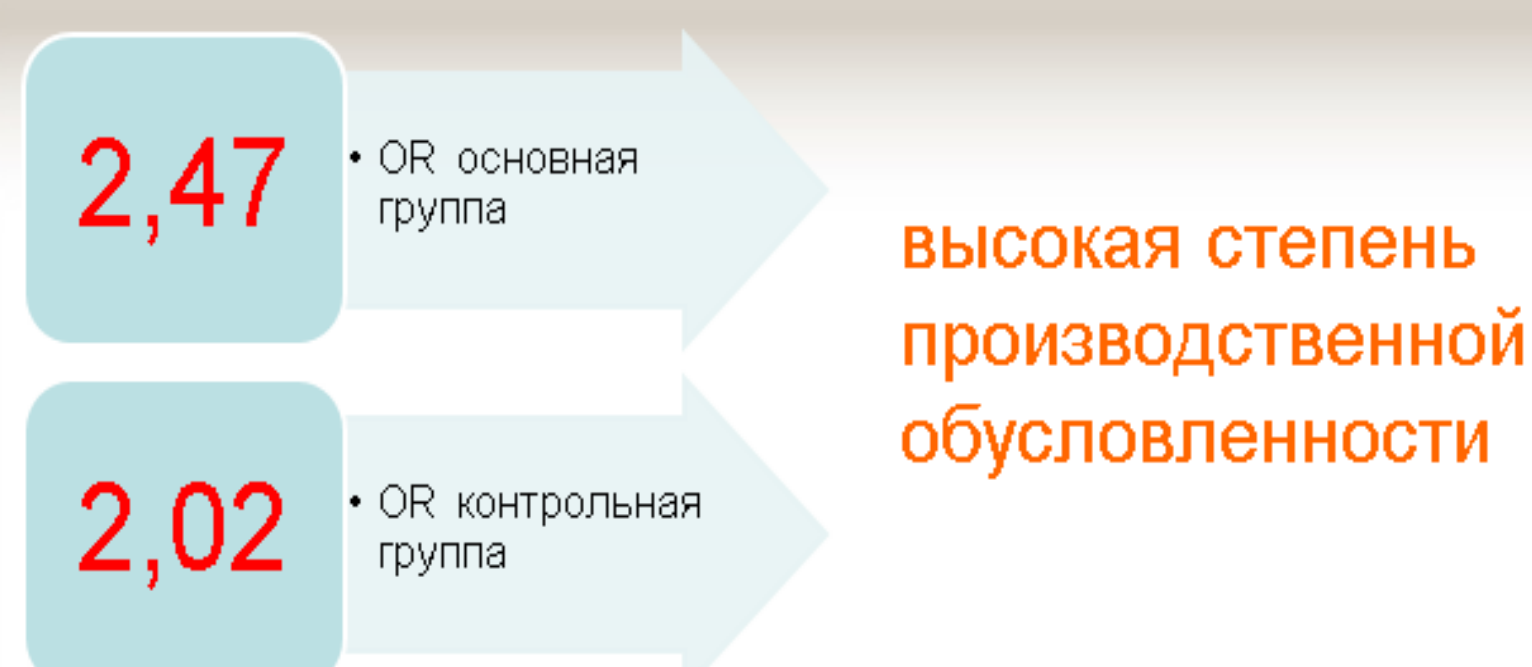 2,47
• OR основная
группа
2,02
• OR контрольная
группа
высокая степень
производственной
обусловленности